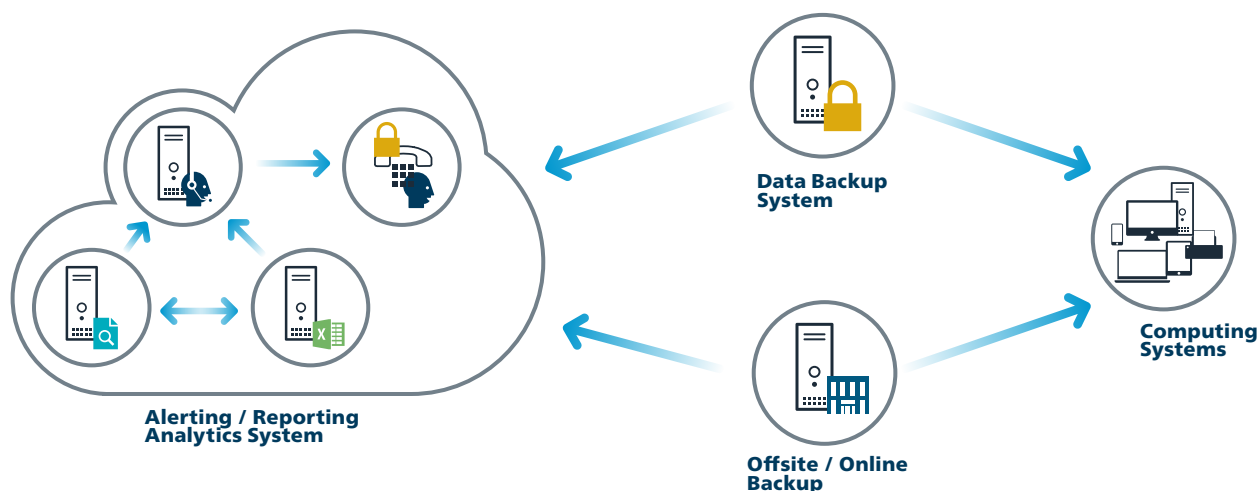 Data Backup
System
Computing
Systems
Alerting / Reporting
Analytics System
Offsite / Online
Backup
X